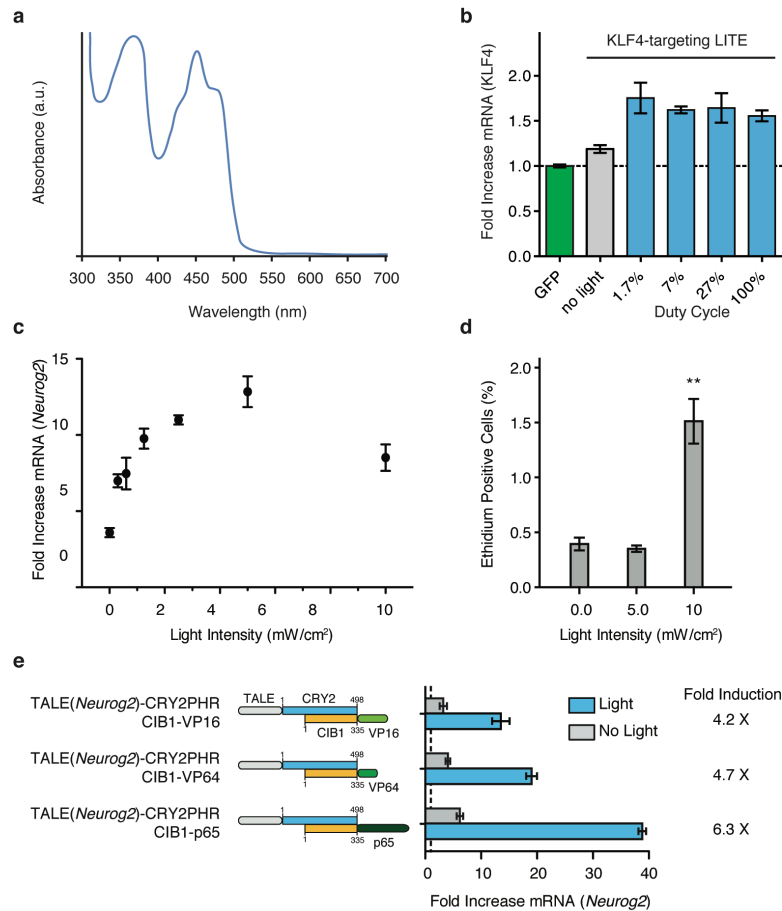 a
Absorbance (a.u.)
300 350 400 450 500 550 600 650 700
Wavelength (nm)
b
KLF4-targeting LITE
Fold Increase mRNA (KLF4)
2.0
1.5
1.0
0.5
0.0
GFP no light 1.7% 7% 27% 100%
Duty Cycle
c
Fold Increase mRNA (Neurog2)
15
10
5
0
0 2 4 6 8 10
Light Intensity (mW/cm²)
d
Ethidium Positive Cells (%)
2.0
1.5
1.0
0.5
0.0
**
0.0 5.0 10
Light Intensity (mW/cm²)
e
TALE(Neurog2)-CRY2PHR
CIB1-VP16
TALE 1 CRY2 498
1 CIB1 335 VP16
TALE(Neurog2)-CRY2PHR
CIB1-VP64
1 498
1 335 VP64
TALE(Neurog2)-CRY2PHR
CIB1-p65
1 498
1 335 p65
Light
No Light
0 10 20 30 40
Fold Increase mRNA (Neurog2)
Fold Induction
4.2 X
4.7 X
6.3 X